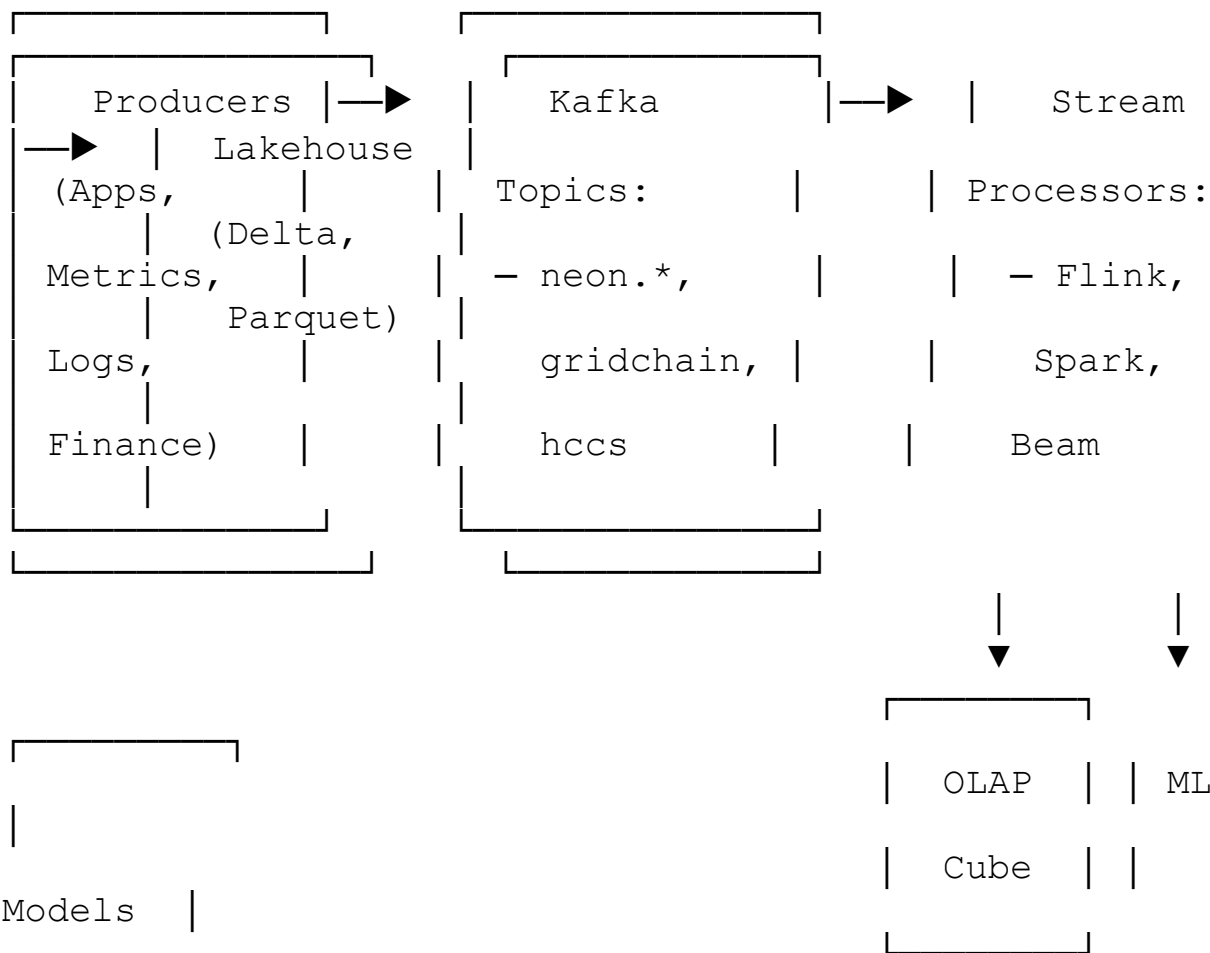 Producers Kafka Stream
Lakehouse
(Apps, Topics: Processors:
(Delta,
Metrics, - neon.*, - Flink,
Parquet)
Logs, gridchain, Spark,
Finance) hccs Beam
OLAP ML
Cube
Models